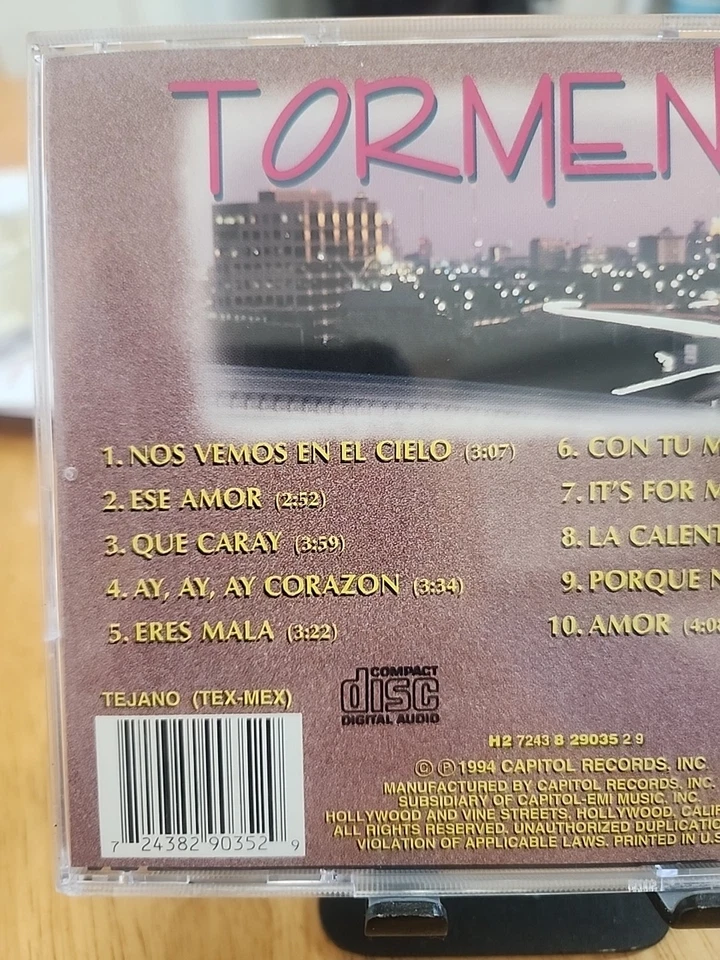 TORMEN
1. NOS VEMOS EN EL CIELO (3:07)
2. ESE AMOR (2:52)
3. QUE CARAY (3:59)
4. AY, AY, AY CORAZON (3:34)
5. ERES MALA (3:22)
6. CON TU M
7. IT'S FOR M
8. LA CALENT
9. PORQUE N
10. AMOR (4:08
TEJANO (TEX-MEX)
COMPACT
disc
DIGITAL AUDIO
H2 7243 8 29035 2 9
© ℗ 1994 CAPITOL RECORDS, INC.
MANUFACTURED BY CAPITOL RECORDS, INC.
SUBSIDIARY OF CAPITOL-EMI MUSIC, INC.
HOLLYWOOD AND VINE STREETS, HOLLYWOOD, CALIF
ALL RIGHTS RESERVED. UNAUTHORIZED DUPLICATIO
VIOLATION OF APPLICABLE LAWS. PRINTED IN U.S
7 24382 90352 9